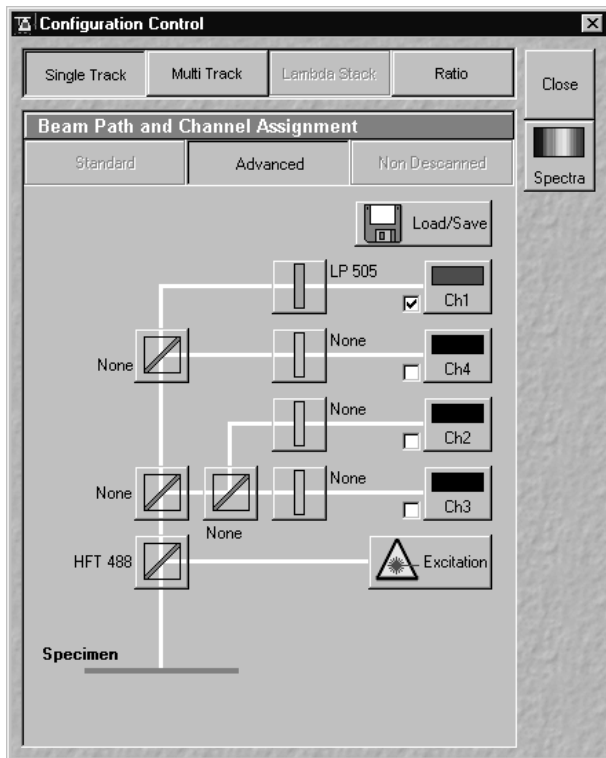 Configuration Control
Single Track
Multi Track
Lambda Stack
Ratio
Close
Beam Path and Channel Assignment
Spectra
Standard
Advanced
Non Descanned
Load/Save
LP 505
Ch1
None
None
Ch4
None
Ch2
None
None
Ch3
None
HFT 488
Excitation
Specimen